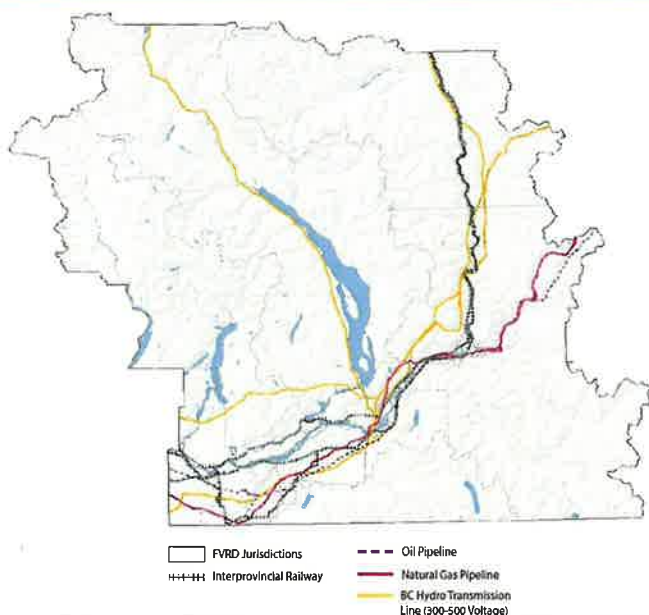 FVRD Jurisdictions
Interprovincial Railway
Oil Pipeline
Natural Gas Pipeline
BC Hydro Transmission
Line (300-500 Voltage)